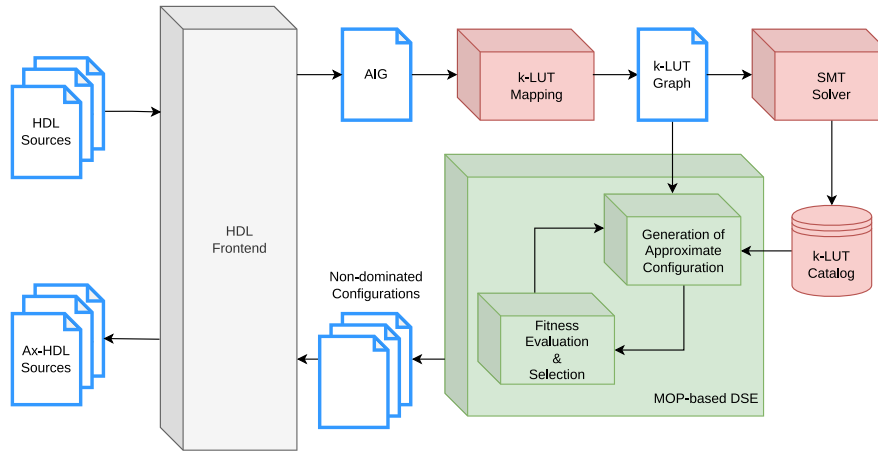 HDL
Sources
HDL
Frontend
AIG
k-LUT
Mapping
k-LUT
Graph
SMT
Solver
k-LUT
Catalog
Generation of
Approximate
Configuration
Fitness
Evaluation
&
Selection
MOP-based DSE
Non-dominated
Configurations
Ax-HDL
Sources